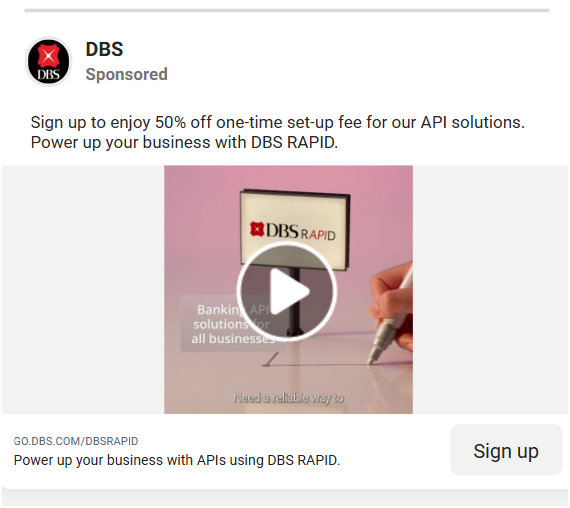 DBS
DBS
Sponsored
Sign up to enjoy 50% off one-time set-up fee for our API solutions.
Power up your business with DBS RAPID.
DBS RAPID
Banking API
solutions for
all businesses
Need a reliable way to
GO.DBS.COM/DBSRAPID
Power up your business with APIs using DBS RAPID.
Sign up